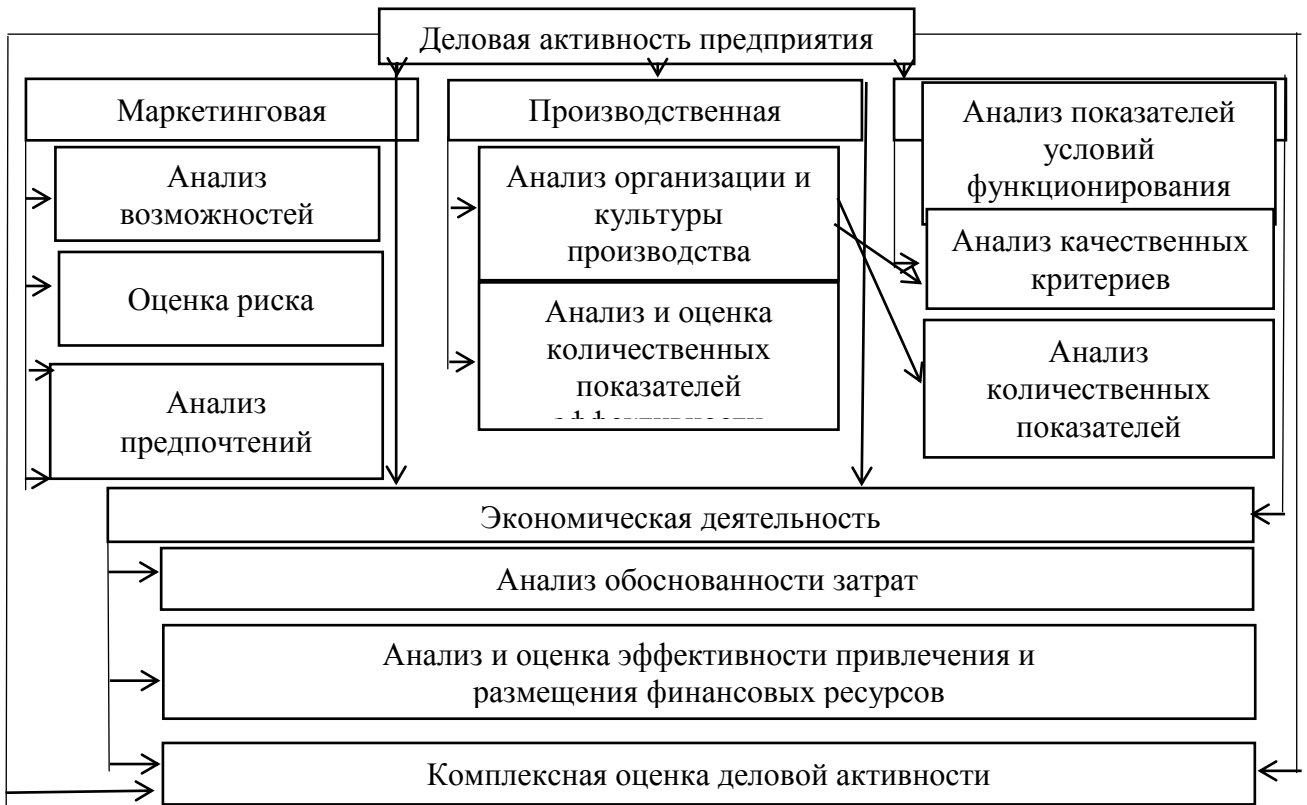 Деловая активность предприятия
Маркетинговая
Производственная
Анализ показателей
условий
функционирования
Анализ
возможностей
Анализ организации и
культуры
производства
Анализ качественных
критериев
Оценка риска
Анализ и оценка
количественных
показателей
Анализ
количественных
показателей
Анализ
предпочтений
Экономическая деятельность
Анализ обоснованности затрат
Анализ и оценка эффективности привлечения и
размещения финансовых ресурсов
Комплексная оценка деловой активности